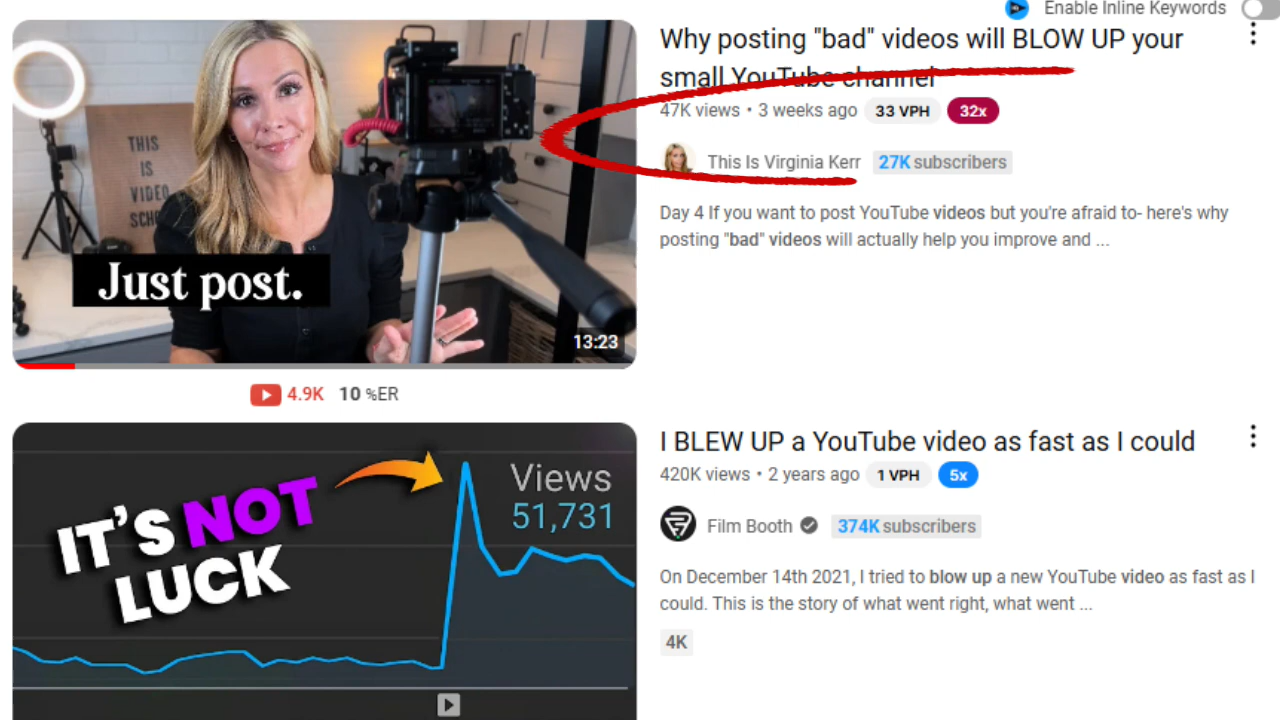 Enable Inline Keywords
Why posting "bad" videos will BLOW UP your
small YouTube channel
47K views • 3 weeks ago 33 VPH 32x
This Is Virginia Kerr 27K subscribers
Day 4 If you want to post YouTube videos but you're afraid to- here's why
posting "bad" videos will actually help you improve and ...
THIS
IS
VIDEO
SCHO
Just post.
13:23
4.9K 10 %ER
I BLEW UP a YouTube video as fast as I could
420K views • 2 years ago 1 VPH 5x
Film Booth 374K subscribers
On December 14th 2021, I tried to blow up a new YouTube video as fast as I
could. This is the story of what went right, what went ...
4K
IT'S NOT
LUCK
Views
51,731